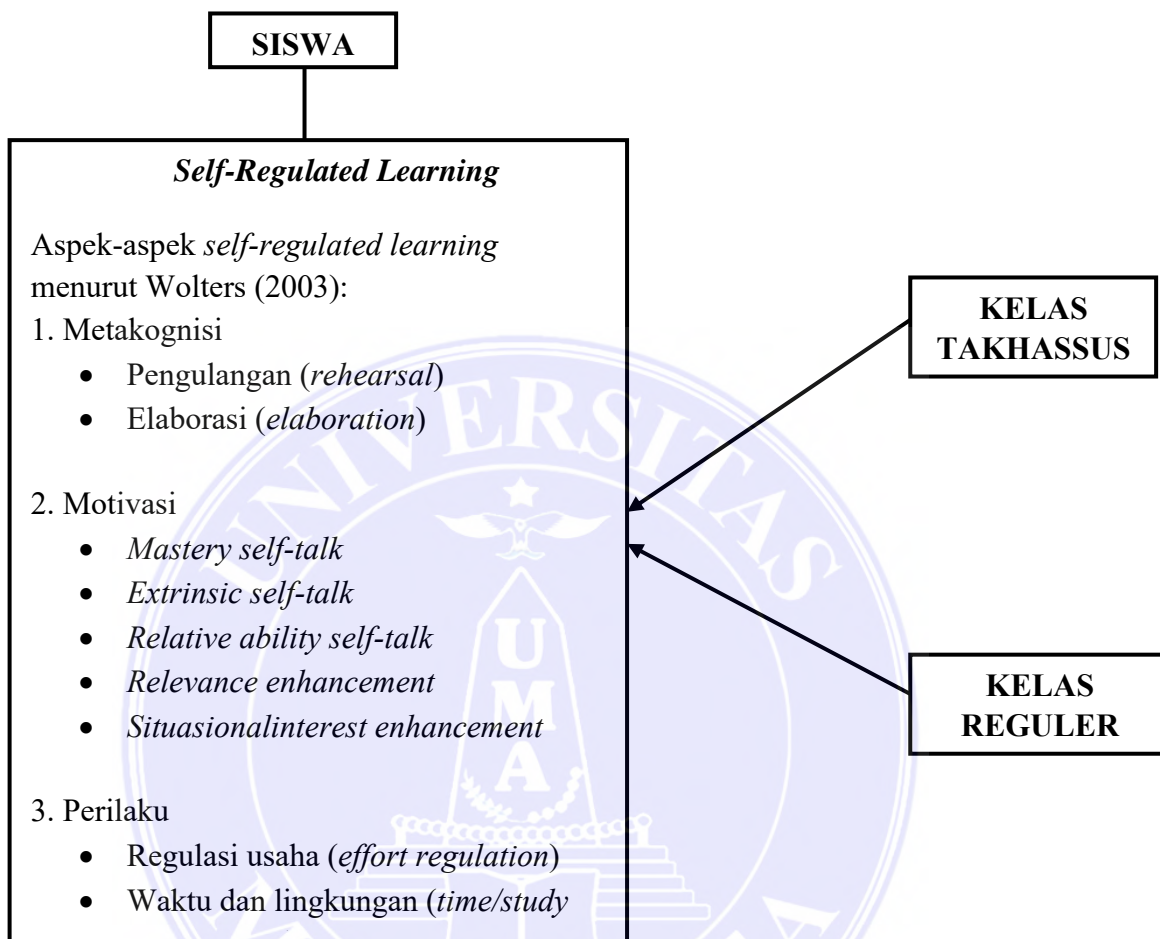 SISWA
Self-Regulated Learning
Aspek-aspek self-regulated learning
menurut Wolters (2003):
1. Metakognisi
• Pengulangan (rehearsal)
• Elaborasi (elaboration)
2. Motivasi
• Mastery self-talk
• Extrinsic self-talk
• Relative ability self-talk
• Relevance enhancement
• Situasionalinterest enhancement
3. Perilaku
• Regulasi usaha (effort regulation)
• Waktu dan lingkungan (time/study
KELAS
TAKHASSUS
KELAS
REGULER
UNIVERSITAS
UMA